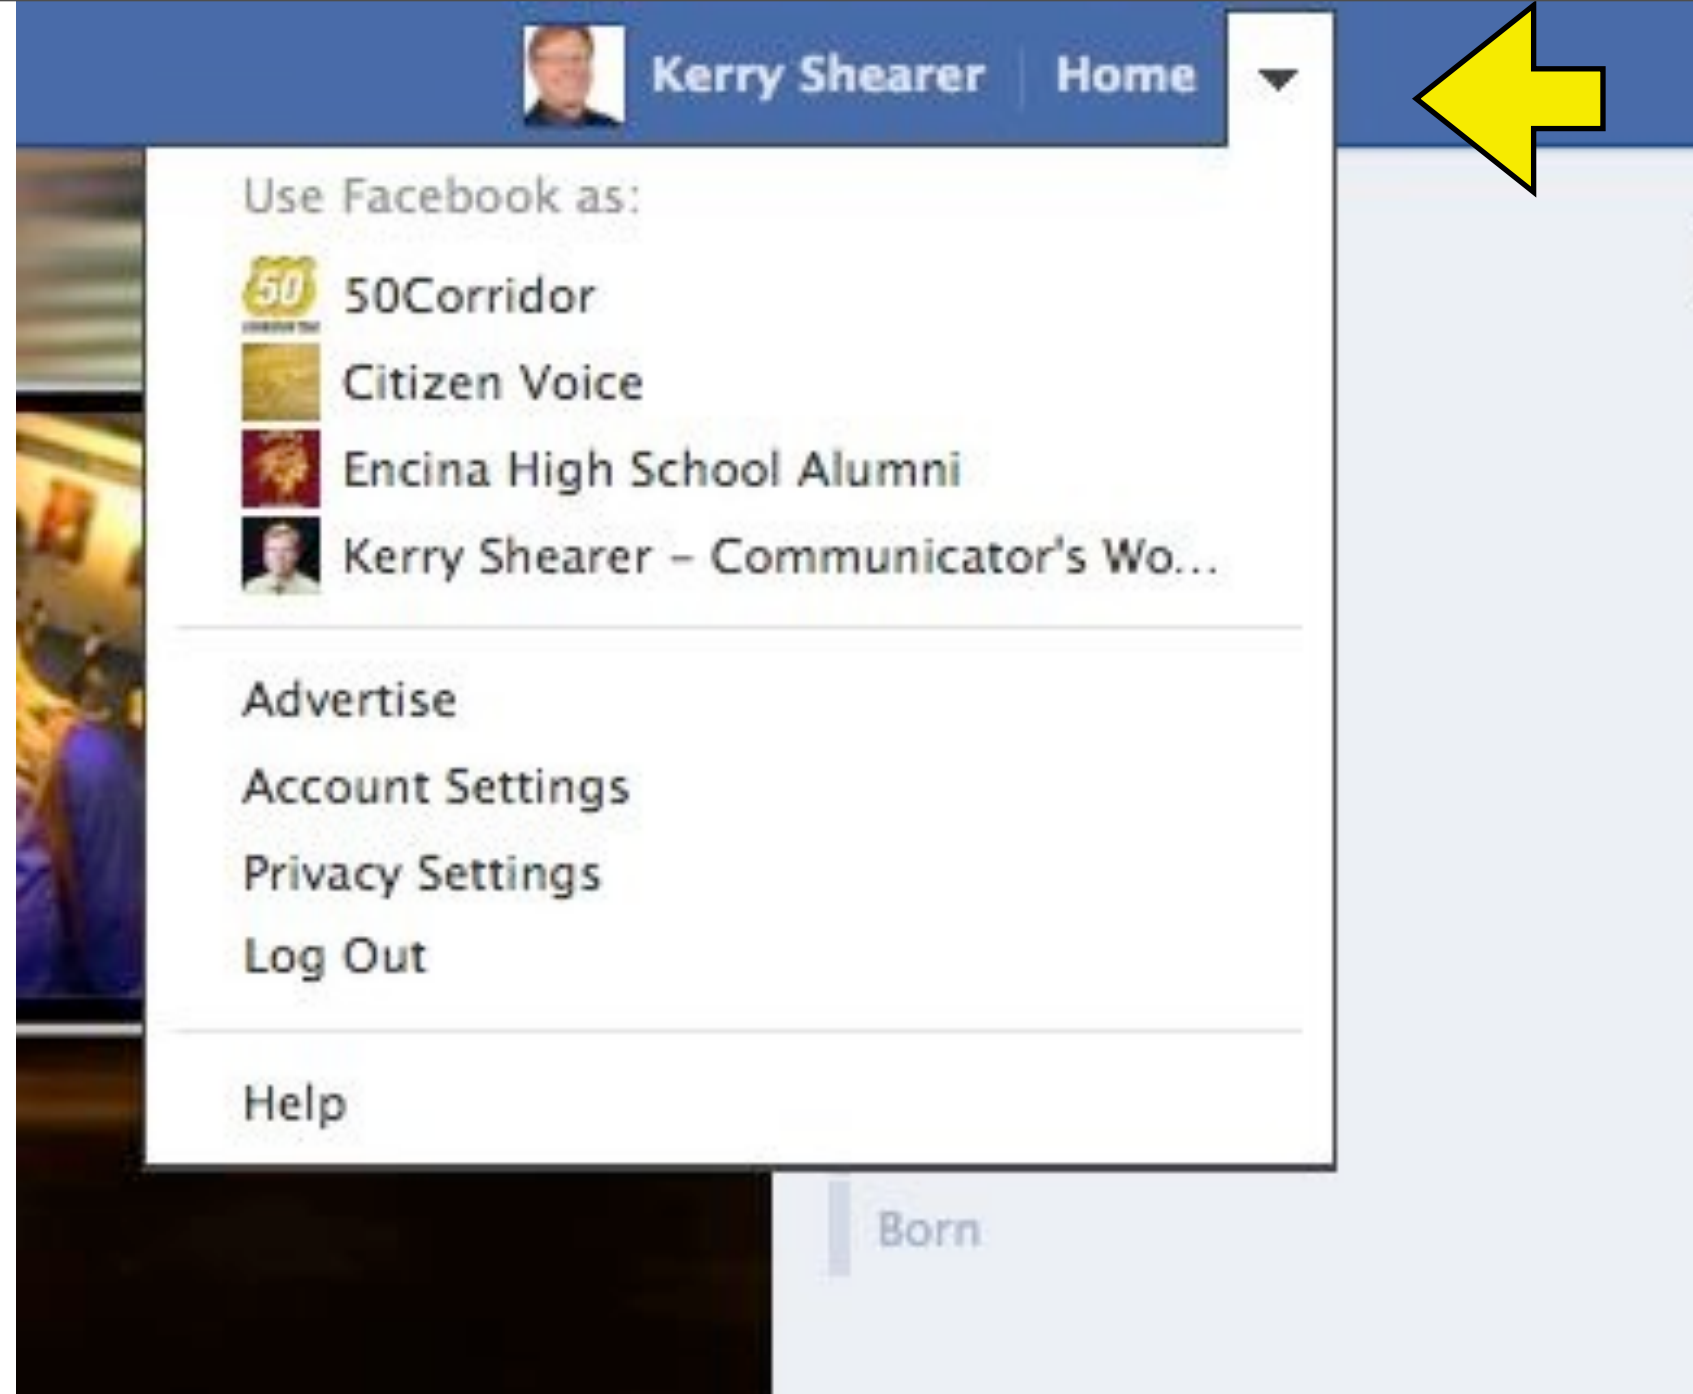 Kerry Shearer Home
Use Facebook as:
50
50Corridor
Citizen Voice
Encina High School Alumni
Kerry Shearer – Communicator's Wo...
Advertise
Account Settings
Privacy Settings
Log Out
Help
Born